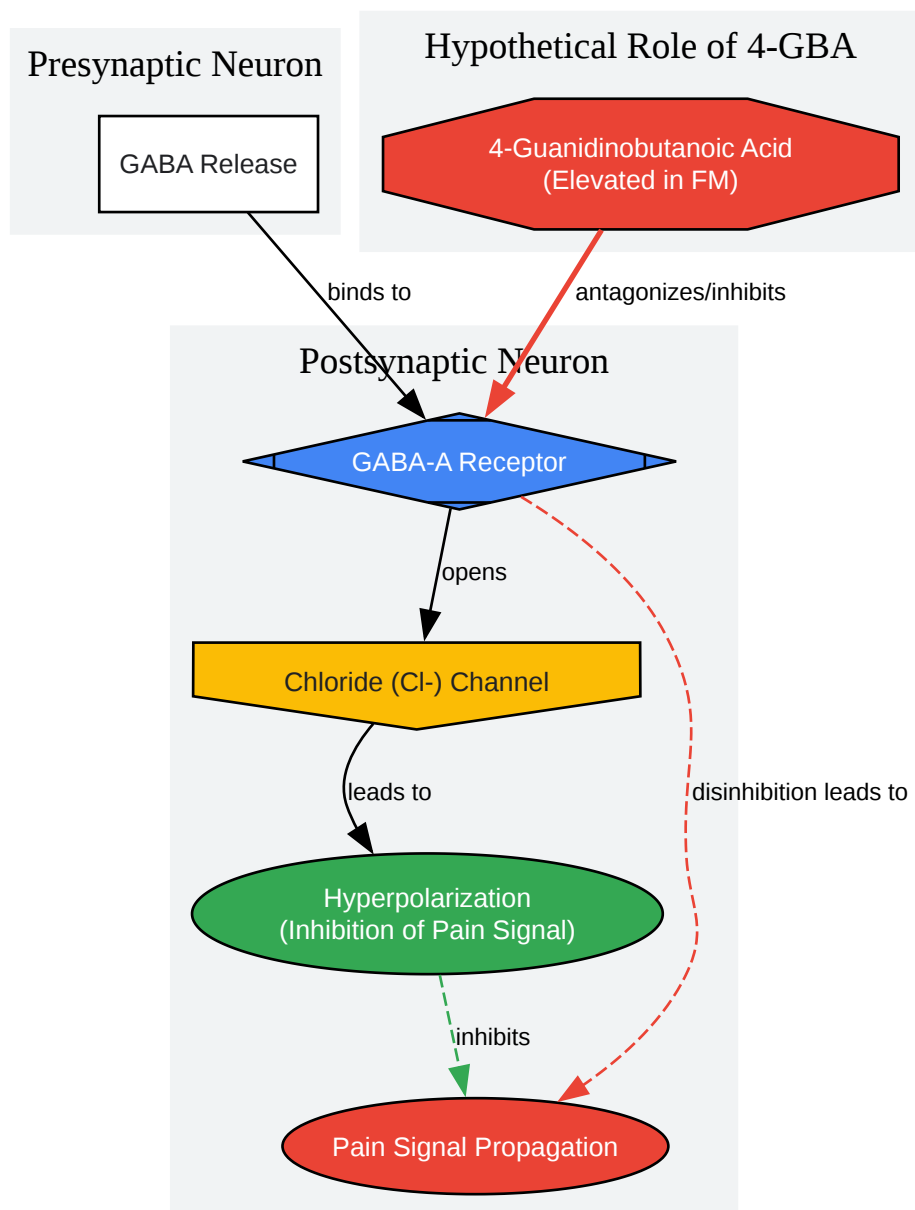 Presynaptic Neuron
Hypothetical Role of 4-GBA
GABA Release
4-Guanidinobutanoic Acid
(Elevated in FM)
binds to
antagonizes/inhibits
Postsynaptic Neuron
GABA-A Receptor
opens
Chloride (Cl-) Channel
leads to
disinhibition leads to
Hyperpolarization
(Inhibition of Pain Signal)
inhibits
Pain Signal Propagation